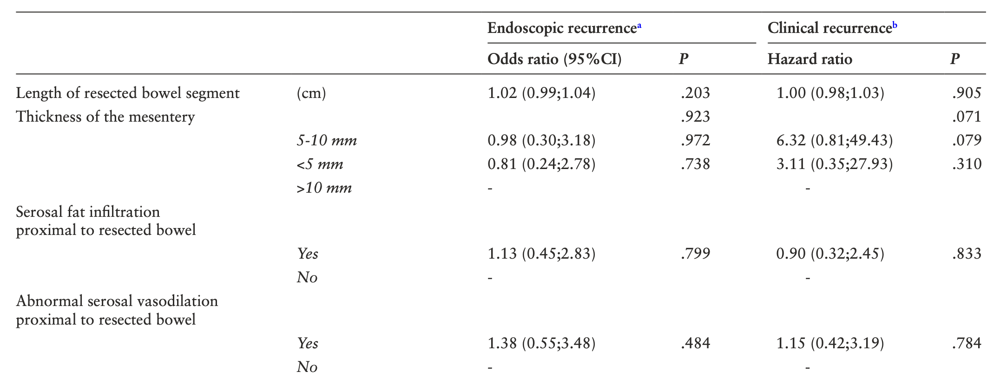 Endoscopic recurrencea Clinical recurrenceb
Odds ratio (95%CI) P Hazard ratio P
Length of resected bowel segment (cm) 1.02 (0.99;1.04) .203 1.00 (0.98;1.03) .905
Thickness of the mesentery .923 .071
5-10 mm 0.98 (0.30;3.18) .972 6.32 (0.81;49.43) .079
<5 mm 0.81 (0.24;2.78) .738 3.11 (0.35;27.93) .310
>10 mm - -
Serosal fat infiltration
proximal to resected bowel
Yes 1.13 (0.45;2.83) .799 0.90 (0.32;2.45) .833
No - -
Abnormal serosal vasodilation
proximal to resected bowel
Yes 1.38 (0.55;3.48) .484 1.15 (0.42;3.19) .784
No - -